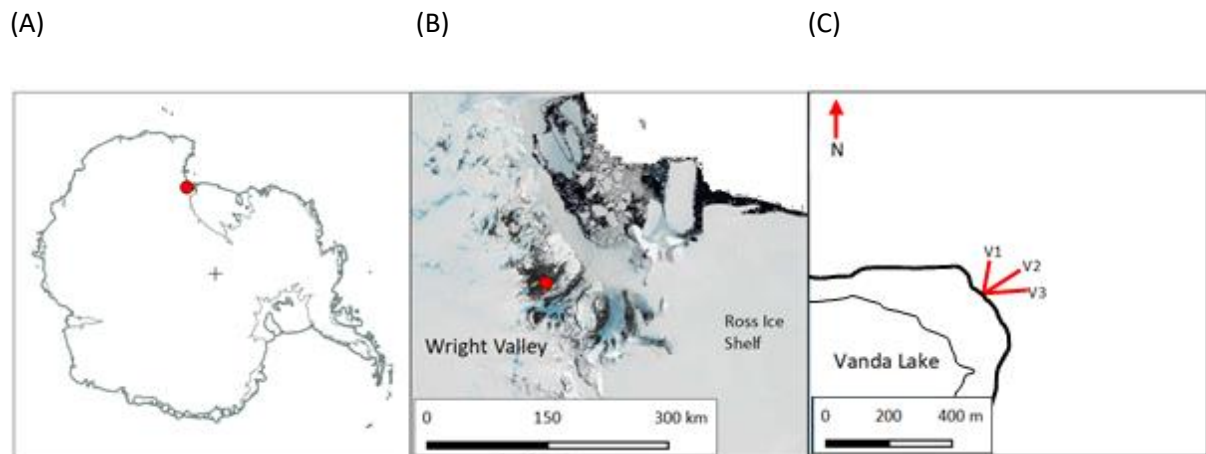 (A)
(B)
(C)
N
V1
V2
V3
Wright Valley
Ross Ice
Shelf
Vanda Lake
0 150 300 km
0 200 400 m